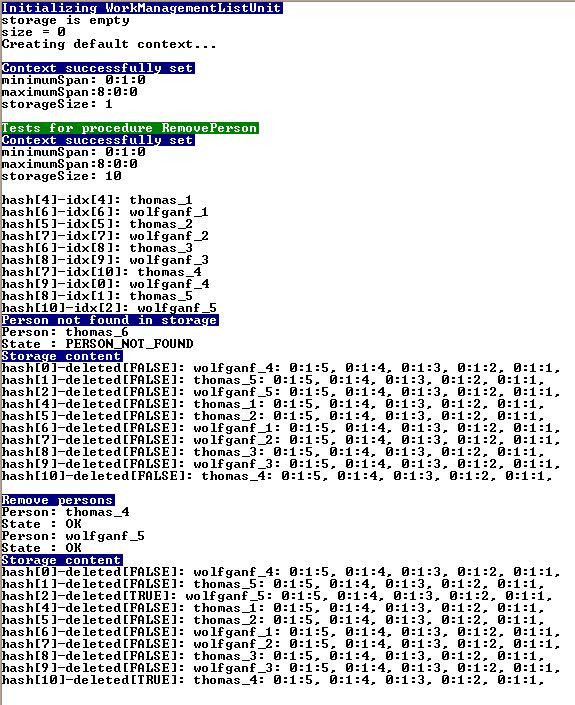 Initializing WorkManagementListUnit
storage is empty
size = 0
Creating default context...
Context successfully set
minimumSpan: 0:1:0
maximumSpan:8:0:0
storageSize: 1
Tests for procedure RemovePerson
Context successfully set
minimumSpan: 0:1:0
maximumSpan:8:0:0
storageSize: 10
hash[4]-idx[4]: thomas_1
hash[6]-idx[6]: wolfganf_1
hash[5]-idx[5]: thomas_2
hash[7]-idx[7]: wolfganf_2
hash[6]-idx[8]: thomas_3
hash[8]-idx[9]: wolfganf_3
hash[7]-idx[10]: thomas_4
hash[9]-idx[0]: wolfganf_4
hash[8]-idx[1]: thomas_5
hash[10]-idx[2]: wolfganf_5
Person not found in storage
Person: thomas_6
State : PERSON_NOT_FOUND
Storage content
hash[0]-deleted[FALSE]: wolfganf_4: 0:1:5, 0:1:4, 0:1:3, 0:1:2, 0:1:1,
hash[1]-deleted[FALSE]: thomas_5: 0:1:5, 0:1:4, 0:1:3, 0:1:2, 0:1:1,
hash[2]-deleted[FALSE]: wolfganf_5: 0:1:5, 0:1:4, 0:1:3, 0:1:2, 0:1:1,
hash[4]-deleted[FALSE]: thomas_1: 0:1:5, 0:1:4, 0:1:3, 0:1:2, 0:1:1,
hash[5]-deleted[FALSE]: thomas_2: 0:1:5, 0:1:4, 0:1:3, 0:1:2, 0:1:1,
hash[6]-deleted[FALSE]: wolfganf_1: 0:1:5, 0:1:4, 0:1:3, 0:1:2, 0:1:1,
hash[7]-deleted[FALSE]: wolfganf_2: 0:1:5, 0:1:4, 0:1:3, 0:1:2, 0:1:1,
hash[8]-deleted[FALSE]: thomas_3: 0:1:5, 0:1:4, 0:1:3, 0:1:2, 0:1:1,
hash[9]-deleted[FALSE]: wolfganf_3: 0:1:5, 0:1:4, 0:1:3, 0:1:2, 0:1:1,
hash[10]-deleted[FALSE]: thomas_4: 0:1:5, 0:1:4, 0:1:3, 0:1:2, 0:1:1,
Remove persons
Person: thomas_4
State : OK
Person: wolfganf_5
State : OK
Storage content
hash[0]-deleted[FALSE]: wolfganf_4: 0:1:5, 0:1:4, 0:1:3, 0:1:2, 0:1:1,
hash[1]-deleted[FALSE]: thomas_5: 0:1:5, 0:1:4, 0:1:3, 0:1:2, 0:1:1,
hash[2]-deleted[TRUE]: wolfganf_5: 0:1:5, 0:1:4, 0:1:3, 0:1:2, 0:1:1,
hash[4]-deleted[FALSE]: thomas_1: 0:1:5, 0:1:4, 0:1:3, 0:1:2, 0:1:1,
hash[5]-deleted[FALSE]: thomas_2: 0:1:5, 0:1:4, 0:1:3, 0:1:2, 0:1:1,
hash[6]-deleted[FALSE]: wolfganf_1: 0:1:5, 0:1:4, 0:1:3, 0:1:2, 0:1:1,
hash[7]-deleted[FALSE]: wolfganf_2: 0:1:5, 0:1:4, 0:1:3, 0:1:2, 0:1:1,
hash[8]-deleted[FALSE]: thomas_3: 0:1:5, 0:1:4, 0:1:3, 0:1:2, 0:1:1,
hash[9]-deleted[FALSE]: wolfganf_3: 0:1:5, 0:1:4, 0:1:3, 0:1:2, 0:1:1,
hash[10]-deleted[TRUE]: thomas_4: 0:1:5, 0:1:4, 0:1:3, 0:1:2, 0:1:1,